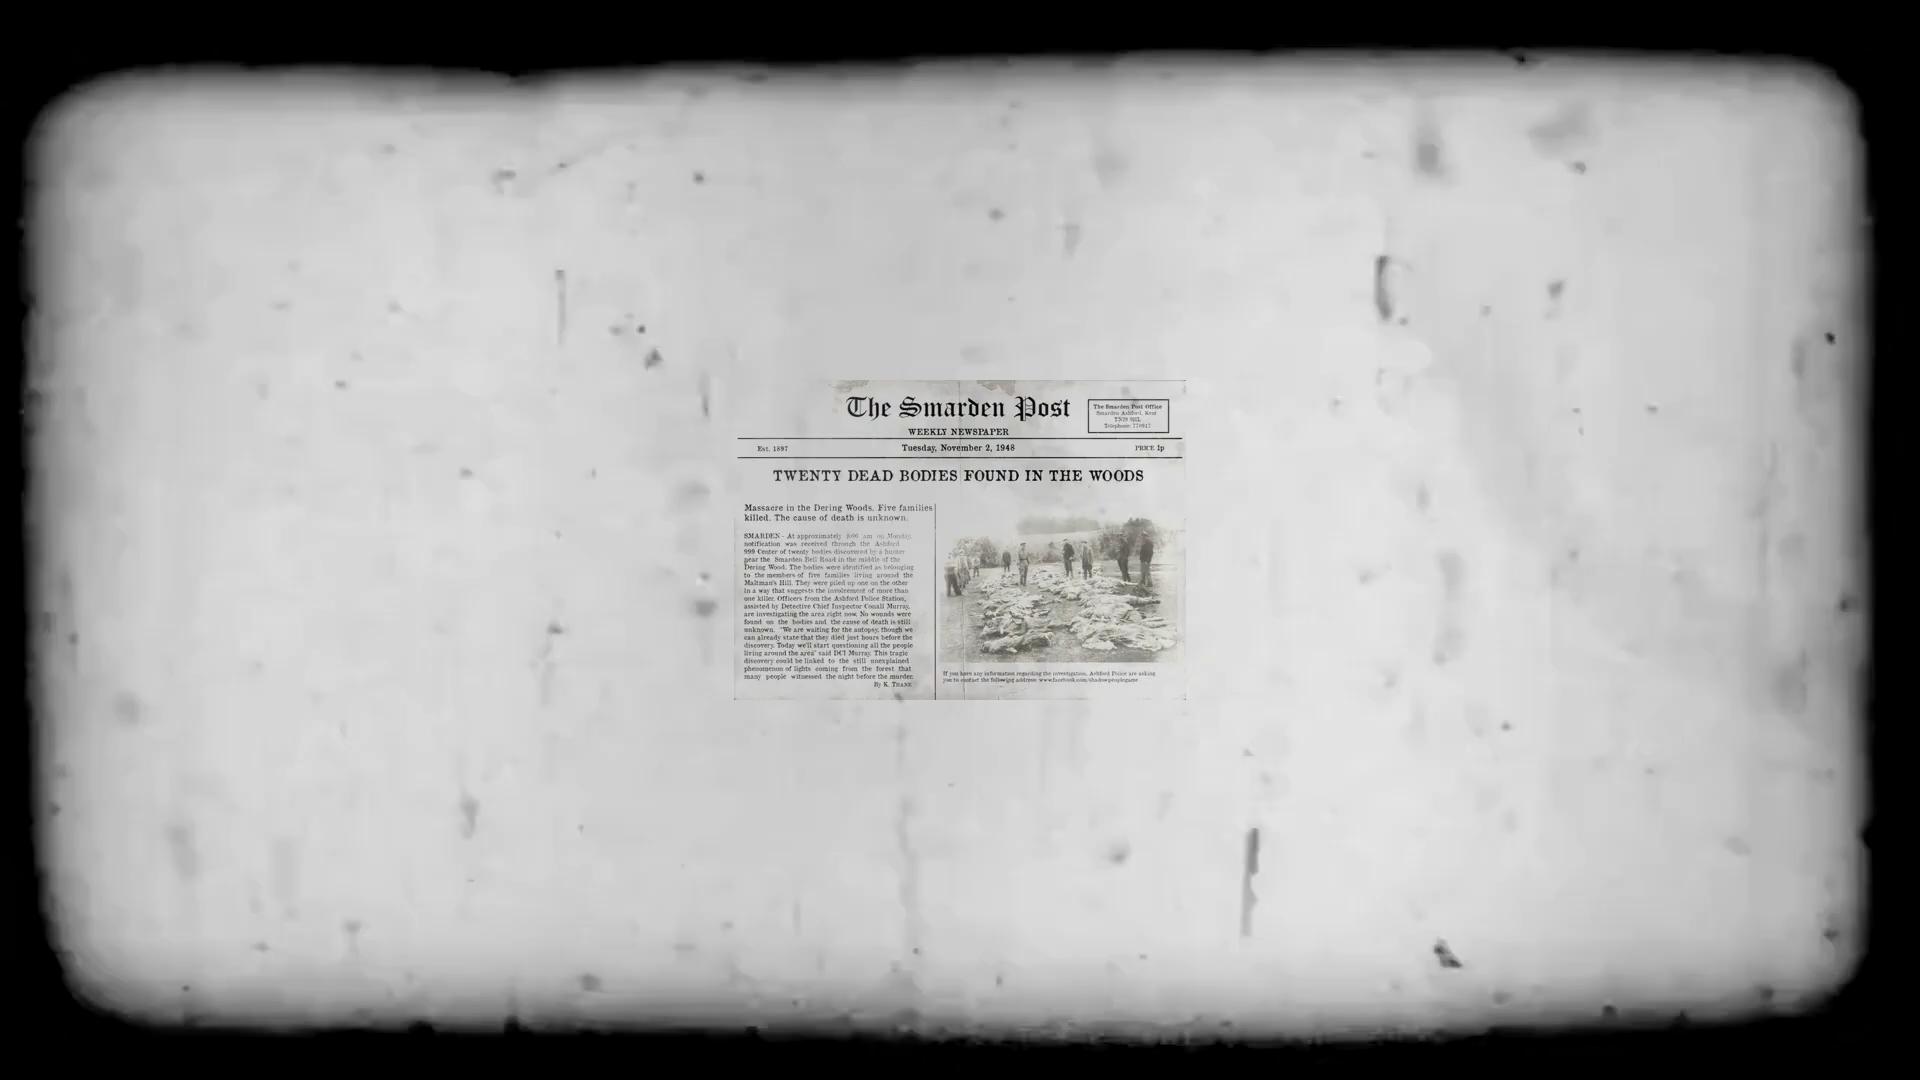 The Smarden Post
The Smarden Post Office
Smarden Ashford, Kent
TN29 9HL
Telephone: 770917
WEEKLY NEWSPAPER
Est. 1897
Tuesday, November 2, 1948
PRICE 1p
TWENTY DEAD BODIES FOUND IN THE WOODS
Massacre in the Dering Woods. Five families
killed. The cause of death is unknown.
SMARDEN - At approximately am on Monday,
notification was received through the Ashford
999 Center of twenty bodies discovered by a hunter
near the Smarden Bell Road in the middle of the
Dering Wood. The bodies were identified as belonging
to the members of five families living around the
Maltman's Hill. They were piled up one on the other
in a way that suggests the involvement of more than
one killer. Officers from the Ashford Police Station,
assisted by Detective Chief Inspector Conall Murray,
are investigating the area right now. No wounds were
found on the bodies and the cause of death is still
unknown. "We are waiting for the autopsy, though we
can already state that they died just hours before the
discovery. Today we'll start questioning all the people
living around the area" said DCI Murray. This tragic
discovery could be linked to the still unexplained
phenomenon of lights coming from the forest that
many people witnessed the night before the murder.
By K. Thane
If you have any information regarding the investigation, Ashford Police are asking
you to contact the following address: www.facebook.com/shadowpeoplegame